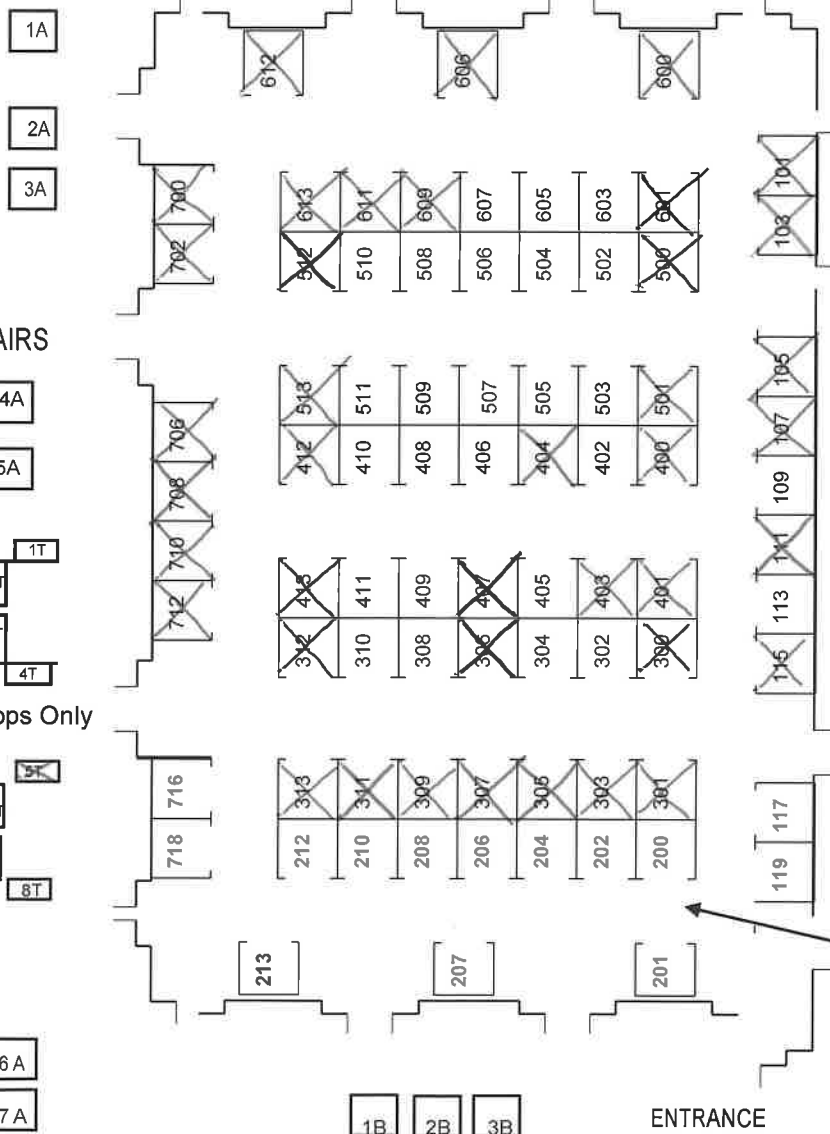 1A
612 606 600
2A
3A
700 613 611 609 607 605 603 601 101
702 512 510 508 506 504 502 500 103
AIRS
4A
513 511 509 507 505 503 501 105
706 412 410 408 406 404 402 400 107
5A
708 109
1T
710 111
413 411 409 407 405 403 401
712 113
312 310 308 306 304 302 300
4T 115
ops Only
5T
716 313 311 309 307 305 303 301 117
718 212 210 208 206 204 202 200 119
8T
213 207 201
6 A
7 A
1B 2B 3B
ENTRANCE